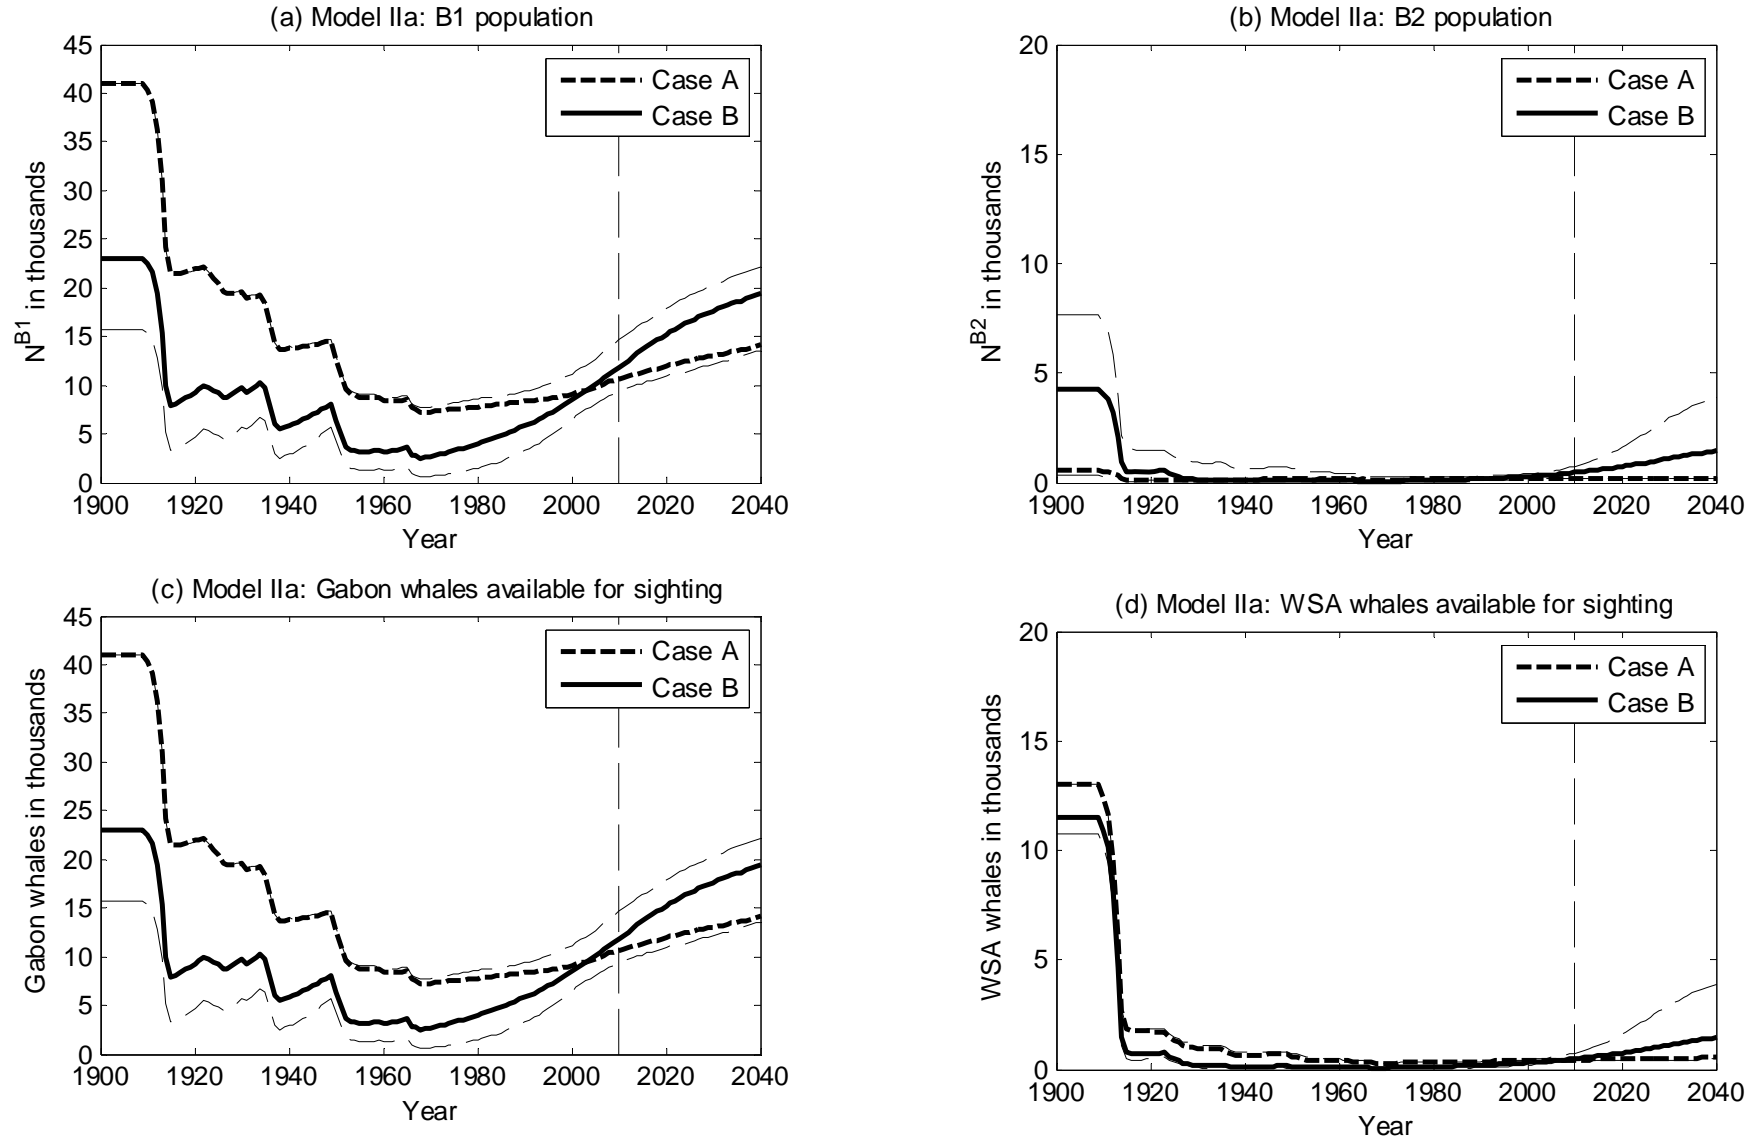 (a) Model IIa: B1 population
45
40
35
30
25
20
15
10
5
0
N^B1 in thousands
Case A
Case B
1900 1920 1940 1960 1980 2000 2020 2040
Year
(b) Model IIa: B2 population
20
15
10
5
0
N^B2 in thousands
Case A
Case B
1900 1920 1940 1960 1980 2000 2020 2040
Year
(c) Model IIa: Gabon whales available for sighting
45
40
35
30
25
20
15
10
5
0
Gabon whales in thousands
Case A
Case B
1900 1920 1940 1960 1980 2000 2020 2040
Year
(d) Model IIa: WSA whales available for sighting
20
15
10
5
0
WSA whales in thousands
Case A
Case B
1900 1920 1940 1960 1980 2000 2020 2040
Year